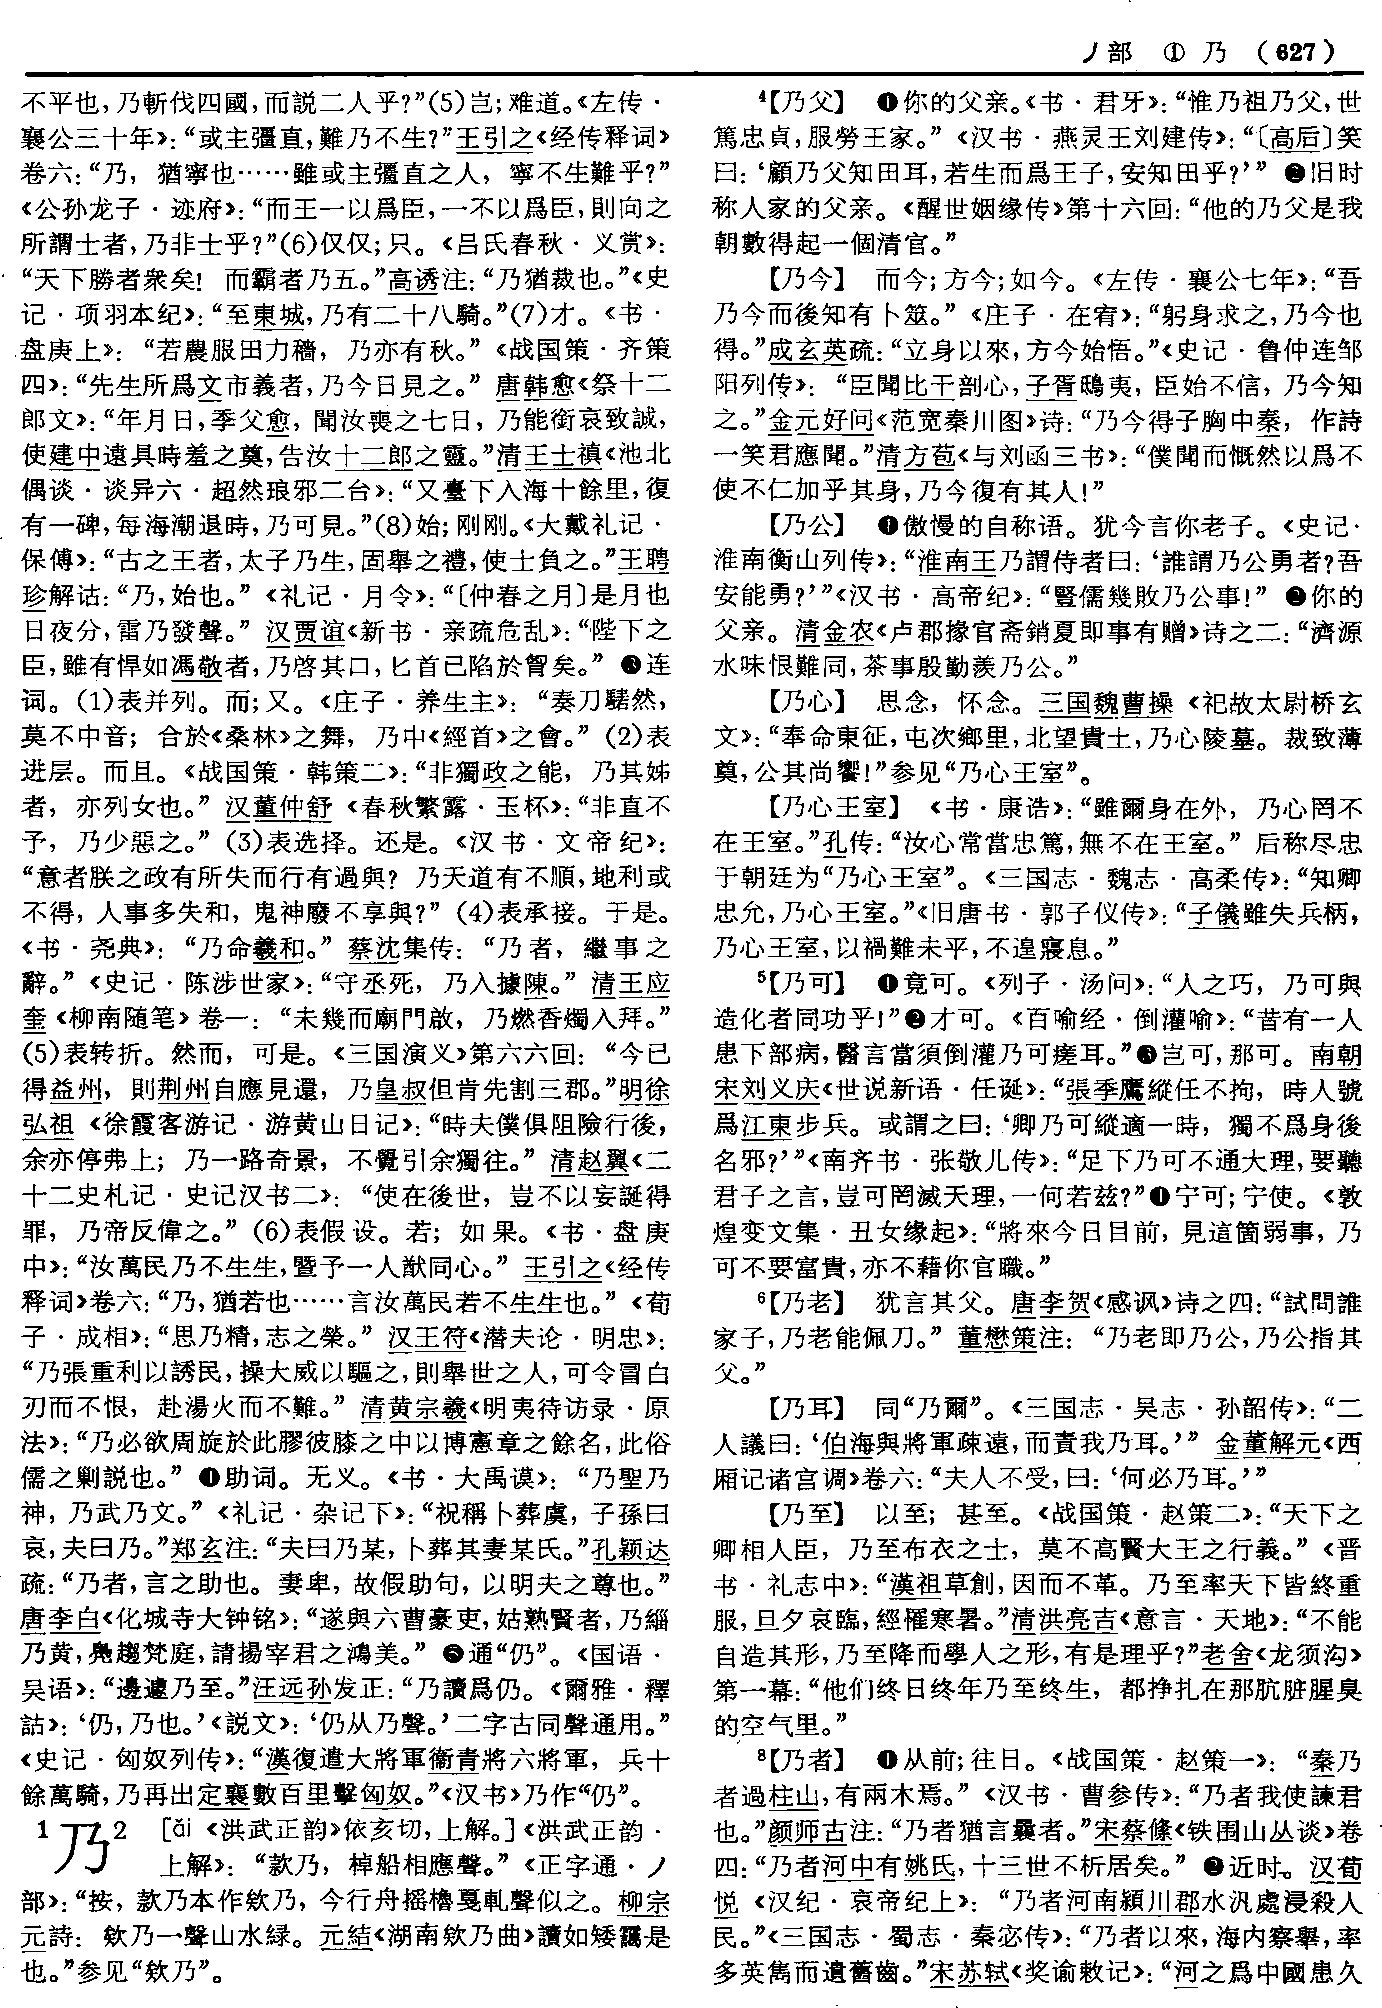 丿部 ① 乃 (627)
不平也，乃斬伐四國，而説二人乎？”(5)岂；难道。《左传·
襄公三十年》：“或主彊直，難乃不生？”王引之《经传释词》
卷六：“乃，猶寧也……雖或主彊直之人，寧不生難乎？”
《公孙龙子·迹府》：“而王一以爲臣，一不以爲臣，則向之
所謂士者，乃非士乎？”(6)仅仅；只。《吕氏春秋·义赏》：
“天下勝者衆矣！而霸者乃五。”高诱注：“乃猶裁也。”《史
记·项羽本纪》：“至東城，乃有二十八騎。”(7)才。《书·
盘庚上》：“若農服田力穡，乃亦有秋。”《战国策·齐策
四》：“先生所爲文市義者，乃今日見之。”唐韩愈《祭十二
郎文》：“年月日，季父愈，聞汝喪之七日，乃能銜哀致誠，
使建中遠具時羞之奠，告汝十二郎之靈。”清王士禛《池北
偶谈·谈异六·超然琅邪二台》：“又臺下入海十餘里，復
有一碑，每海潮退時，乃可見。”(8)始；刚刚。《大戴礼记·
保傅》：“古之王者，太子乃生，固舉之禮，使士負之。”王聘
珍解诂：“乃，始也。”《礼记·月令》：“〔仲春之月〕是月也
日夜分，雷乃發聲。”汉贾谊《新书·亲疏危乱》：“陛下之
臣，雖有悍如馮敬者，乃啓其口，匕首已陷於胷矣。”❸连
词。(1)表并列。而；又。《庄子·养生主》：“奏刀騞然，
莫不中音；合於《桑林》之舞，乃中《經首》之會。”(2)表
进层。而且。《战国策·韩策二》：“非獨政之能，乃其姊
者，亦列女也。”汉董仲舒《春秋繁露·玉杯》：“非直不
予，乃少惡之。”(3)表选择。还是。《汉书·文帝纪》：
“意者朕之政有所失而行有過與？乃天道有不順，地利或
不得，人事多失和，鬼神廢不享與？”(4)表承接。于是。
《书·尧典》：“乃命羲和。”蔡沈集传：“乃者，繼事之
辭。”《史记·陈涉世家》：“守丞死，乃入據陳。”清王应
奎《柳南随笔》卷一：“未幾而廟門啟，乃燃香燭入拜。”
(5)表转折。然而，可是。《三国演义》第六六回：“今已
得益州，則荆州自應見還，乃皇叔但肯先割三郡。”明徐
弘祖《徐霞客游记·游黄山日记》：“時夫僕俱阻險行後，
余亦停弗上；乃一路奇景，不覺引余獨往。”清赵翼《二
十二史札记·史记汉书二》：“使在後世，豈不以妄誕得
罪，乃帝反偉之。”(6)表假设。若；如果。《书·盘庚
中》：“汝萬民乃不生生，暨予一人猷同心。”王引之《经传
释词》卷六：“乃，猶若也……言汝萬民若不生生也。”《荀
子·成相》：“思乃精，志之榮。”汉王符《潜夫论·明忠》：
“乃張重利以誘民，操大威以驅之，則舉世之人，可令冒白
刃而不恨，赴湯火而不難。”清黄宗羲《明夷待访录·原
法》：“乃必欲周旋於此膠彼膝之中以博憲章之餘名，此俗
儒之剿説也。”❹助词。无义。《书·大禹谟》：“乃聖乃
神，乃武乃文。”《礼记·杂记下》：“祝稱卜葬虞，子孫曰
哀，夫曰乃。”郑玄注：“夫曰乃某，卜葬其妻某氏。”孔颖达
疏：“乃者，言之助也。妻卑，故假助句，以明夫之尊也。”
唐李白《化城寺大钟铭》：“遂與六曹豪吏，姑熟賢者，乃緇
乃黄，鳧趨梵庭，請揚宰君之鴻美。”❺通“仍”。《国语·
吴语》：“邊遽乃至。”汪远孙发正：“乃讀爲仍。《爾雅·釋
詁》：‘仍，乃也。’《説文》：‘仍从乃聲。’二字古同聲通用。”
《史记·匈奴列传》：“漢復遣大將軍衛青將六將軍，兵十
餘萬騎，乃再出定襄數百里擊匈奴。”《汉书》乃作“仍”。
1乃2 [ǎi 《洪武正韵》依亥切，上解。]《洪武正韵·
上解》：“欵乃，棹船相應聲。”《正字通·丿
部》：“按，欵乃本作欸乃，今行舟摇櫓戛軋聲似之。柳宗
元詩：欸乃一聲山水緑。元結《湖南欸乃曲》讀如矮靄是
也。”参见“欸乃”。
4【乃父】 ❶你的父亲。《书·君牙》：“惟乃祖乃父，世
篤忠貞，服勞王家。”《汉书·燕灵王刘建传》：“〔高后〕笑
曰：‘顧乃父知田耳，若生而爲王子，安知田乎？’”❷旧时
称人家的父亲。《醒世姻缘传》第十六回：“他的乃父是我
朝數得起一個清官。”
【乃今】 而今；方今；如今。《左传·襄公七年》：“吾
乃今而後知有卜筮。”《庄子·在宥》：“躬身求之，乃今也
得。”成玄英疏：“立身以來，方今始悟。”《史记·鲁仲连邹
阳列传》：“臣聞比干剖心，子胥鴟夷，臣始不信，乃今知
之。”金元好问《范宽秦川图》诗：“乃今得子胸中秦，作詩
一笑君應聞。”清方苞《与刘函三书》：“僕聞而慨然以爲不
使不仁加乎其身，乃今復有其人！”
【乃公】 ❶傲慢的自称语。犹今言你老子。《史记·
淮南衡山列传》：“淮南王乃謂侍者曰：‘誰謂乃公勇者？吾
安能勇？’”《汉书·高帝纪》：“豎儒幾敗乃公事！”❷你的
父亲。清金农《卢郡掾官斋銷夏即事有赠》诗之二：“濟源
水味恨難同，茶事殷勤羨乃公。”
【乃心】 思念，怀念。三国魏曹操《祀故太尉桥玄
文》：“奉命東征，屯次鄉里，北望貴土，乃心陵墓。裁致薄
奠，公其尚饗！”参见“乃心王室”。
【乃心王室】 《书·康诰》：“雖爾身在外，乃心罔不
在王室。”孔传：“汝心常當忠篤，無不在王室。”后称尽忠
于朝廷为“乃心王室”。《三国志·魏志·高柔传》：“知卿
忠允，乃心王室。”《旧唐书·郭子仪传》：“子儀雖失兵柄，
乃心王室，以禍難未平，不遑寢息。”
5【乃可】 ❶竟可。《列子·汤问》：“人之巧，乃可與
造化者同功乎！”❷才可。《百喻经·倒灌喻》：“昔有一人
患下部病，醫言當須倒灌乃可瘥耳。”❸岂可，那可。南朝
宋刘义庆《世说新语·任诞》：“張季鷹縱任不拘，時人號
爲江東步兵。或謂之曰：‘卿乃可縱適一時，獨不爲身後
名邪？’”《南齐书·张敬儿传》：“足下乃可不通大理，要聽
君子之言，豈可罔滅天理，一何若兹？”❹宁可；宁使。《敦
煌变文集·丑女缘起》：“將來今日目前，見這箇弱事，乃
可不要富貴，亦不藉你官職。”
6【乃老】 犹言其父。唐李贺《感讽》诗之四：“試問誰
家子，乃老能佩刀。”董懋策注：“乃老即乃公，乃公指其
父。”
【乃耳】 同“乃爾”。《三国志·吴志·孙韶传》：“二
人議曰：‘伯海與將軍疎遠，而責我乃耳。’”金董解元《西
厢记诸宫调》卷六：“夫人不受，曰：‘何必乃耳。’”
【乃至】 以至；甚至。《战国策·赵策二》：“天下之
卿相人臣，乃至布衣之士，莫不高賢大王之行義。”《晋
书·礼志中》：“漢祖草創，因而不革。乃至率天下皆終重
服，旦夕哀臨，經罹寒暑。”清洪亮吉《意言·天地》：“不能
自造其形，乃至降而學人之形，有是理乎？”老舍《龙须沟》
第一幕：“他们终日终年乃至终生，都挣扎在那肮脏腥臭
的空气里。”
8【乃者】 ❶从前；往日。《战国策·赵策一》：“秦乃
者過柱山，有兩木焉。”《汉书·曹参传》：“乃者我使諫君
也。”颜师古注：“乃者猶言曩者。”宋蔡絛《铁围山丛谈》卷
四：“乃者河中有姚氏，十三世不析居矣。”❷近时。汉荀
悦《汉纪·哀帝纪上》：“乃者河南潁川郡水汎處浸殺人
民。”《三国志·蜀志·秦宓传》：“乃者以來，海内察舉，率
多英雋而遺舊齒。”宋苏轼《奖谕敕记》：“河之爲中國患久